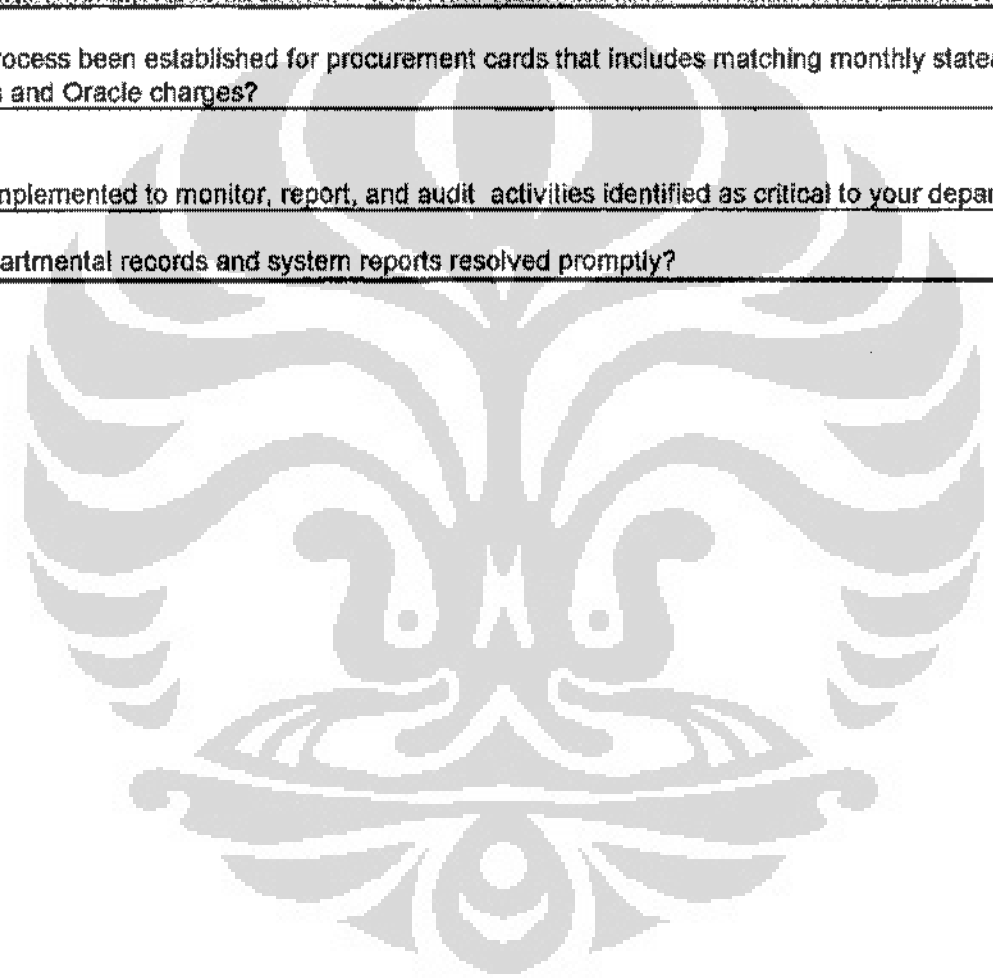 rocess been established for procurement cards that includes matching monthly state
s and Oracle charges?
nplemented to monitor, report, and audit activities identified as critical to your depar
artmental records and system reports resolved promptly?